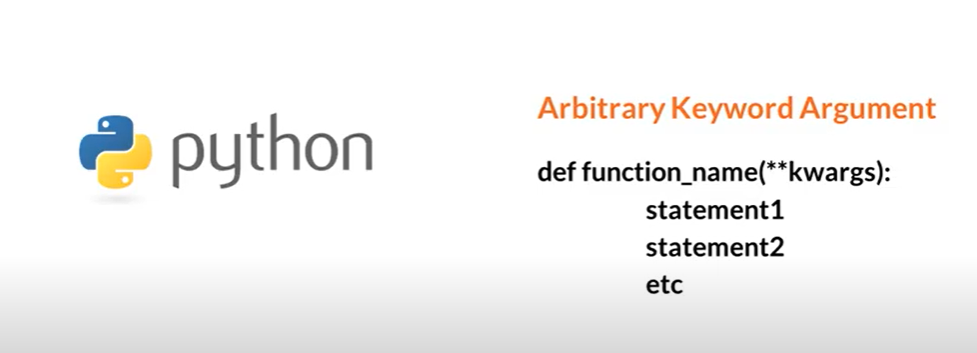 python
Arbitrary Keyword Argument
def function_name(**kwargs):
statement1
statement2
etc